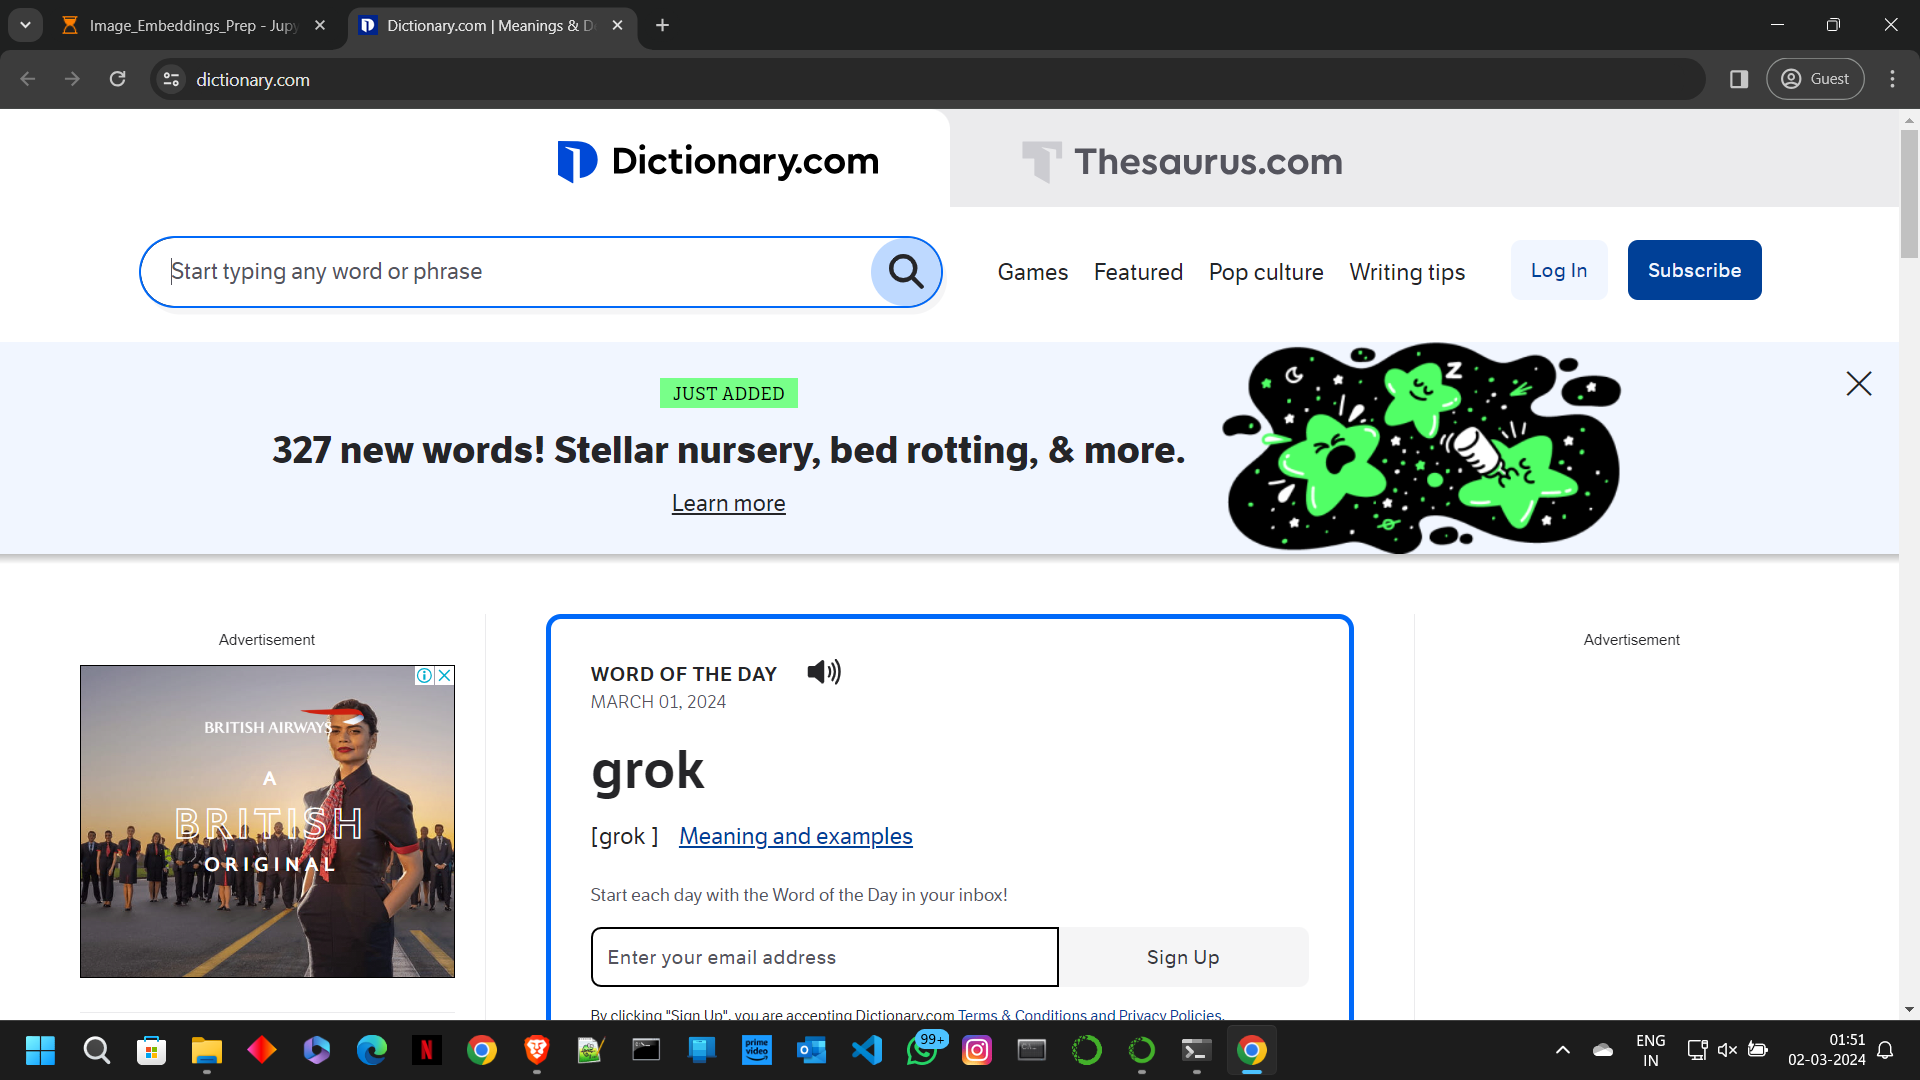 Image_Embeddings_Prep - Jupy
Dictionary.com | Meanings & D
dictionary.com
Guest
Dictionary.com
Thesaurus.com
Start typing any word or phrase
Games
Featured
Pop culture
Writing tips
Log In
Subscribe
JUST ADDED
327 new words! Stellar nursery, bed rotting, & more.
Learn more
Z
Advertisement
BRITISH AIRWAYS
A
BRITISH
ORIGINAL
WORD OF THE DAY
MARCH 01, 2024
grok
[grok ]
Meaning and examples
Start each day with the Word of the Day in your inbox!
Enter your email address
Sign Up
By clicking "Sign Up", you are accepting Dictionary.com Terms & Conditions and Privacy Policies.
Advertisement
N
prime
video
99+
ENG
IN
01:51
02-03-2024